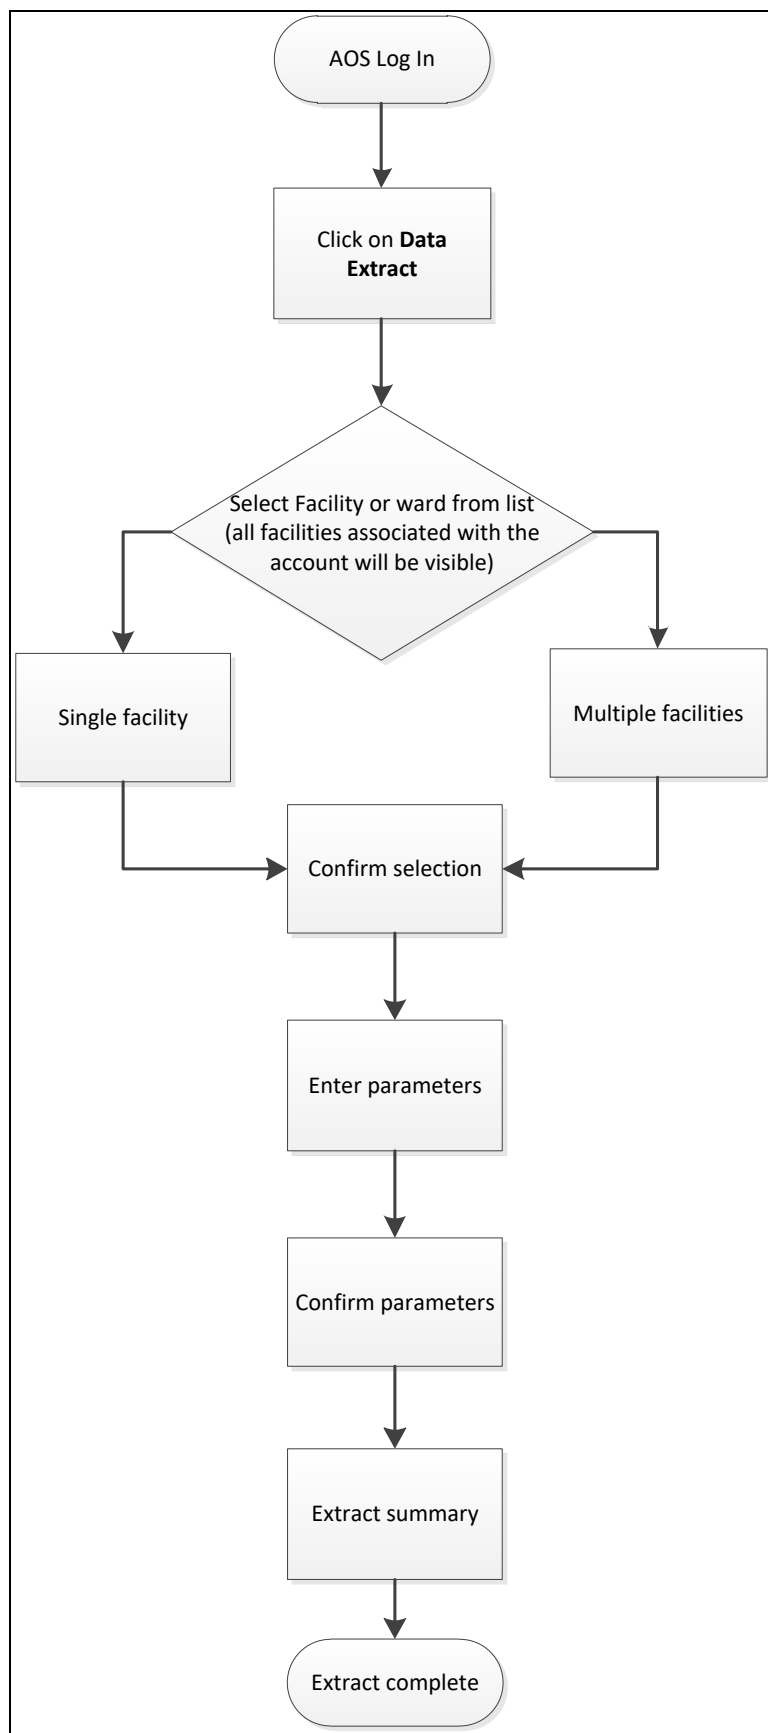 AOS Log In
Click on Data
Extract
Select Facility or ward from list
(all facilities associated with the
account will be visible)
Single facility
Multiple facilities
Confirm selection
Enter parameters
Confirm parameters
Extract summary
Extract complete